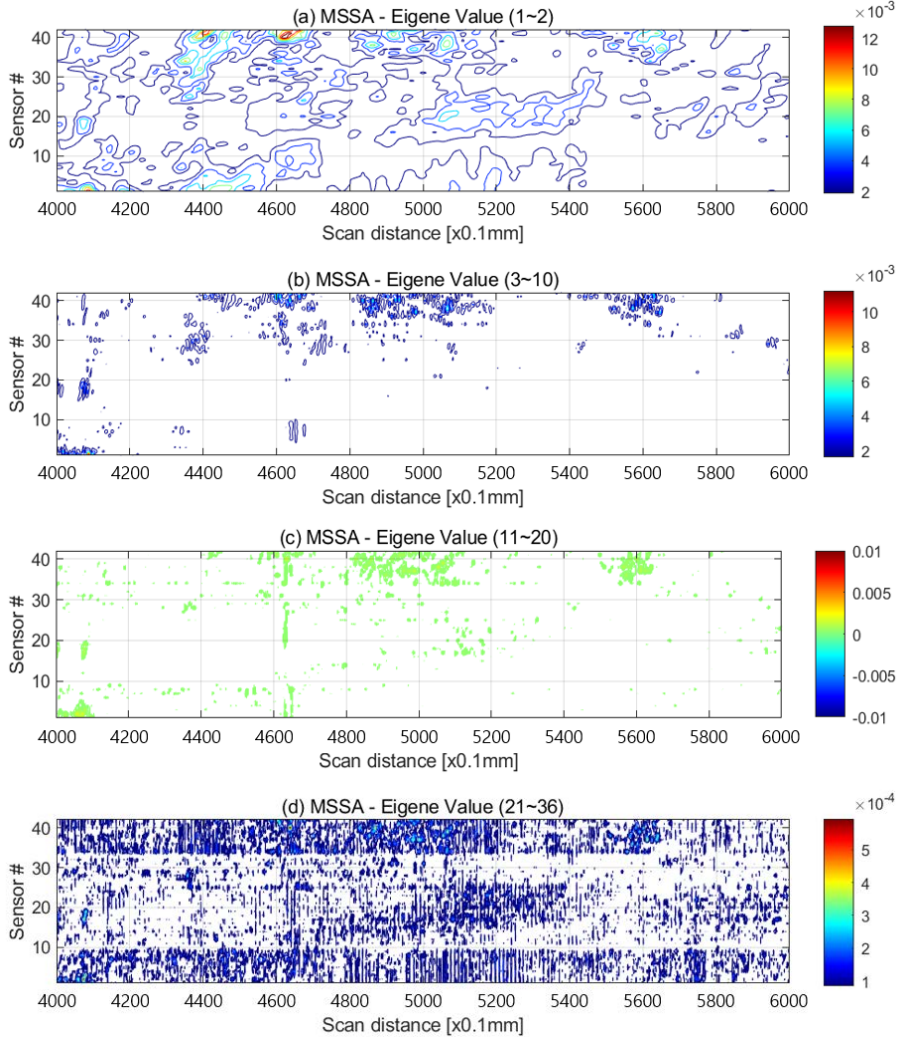 (a) MSSA - Eigene Value (1~2)
×10⁻³
Sensor #
40
30
20
10
12
10
8
6
4
2
4000 4200 4400 4600 4800 5000 5200 5400 5600 5800 6000
Scan distance [x0.1mm]
(b) MSSA - Eigene Value (3~10)
×10⁻³
Sensor #
40
30
20
10
10
8
6
4
2
4000 4200 4400 4600 4800 5000 5200 5400 5600 5800 6000
Scan distance [x0.1mm]
(c) MSSA - Eigene Value (11~20)
Sensor #
40
30
20
10
0.01
0.005
0
-0.005
-0.01
4000 4200 4400 4600 4800 5000 5200 5400 5600 5800 6000
Scan distance [x0.1mm]
(d) MSSA - Eigene Value (21~36)
×10⁻⁴
Sensor #
40
30
20
10
5
4
3
2
1
4000 4200 4400 4600 4800 5000 5200 5400 5600 5800 6000
Scan distance [x0.1mm]